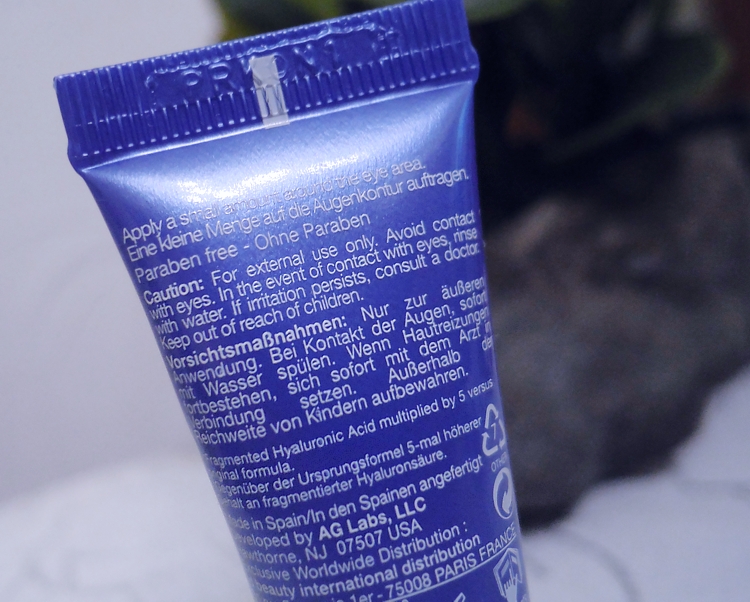 Apply a small amount around the eye area.
Eine kleine Menge auf die Augenkontur auftragen.
Paraben free - Ohne Paraben
Caution: For external use only. Avoid contact
with eyes. In the event of contact with eyes, rinse
with water. If irritation persists, consult a doctor.
Keep out of reach of children.
Vorsichtsmaßnahmen: Nur zur äußeren
Anwendung. Bei Kontakt der Augen, sofort
mit Wasser spülen. Wenn Hautreizungen
fortbestehen, sich sofort mit dem Arzt in
Verbindung setzen. Außerhalb der
Reichweite von Kindern aufbewahren.
Fragmented Hyaluronic Acid multiplied by 5 versus
original formula.
gegenüber der Ursprungsformel 5-mal höherer
Gehalt an fragmentierter Hyaluronsäure.
Made in Spain/In den Spainen angefertigt
Developed by AG Labs, LLC
Hawthorne, NJ 07507 USA
Exclusive Worldwide Distribution :
beauty international distribution
1er - 75008 PARIS FRANCE
7
OTHER